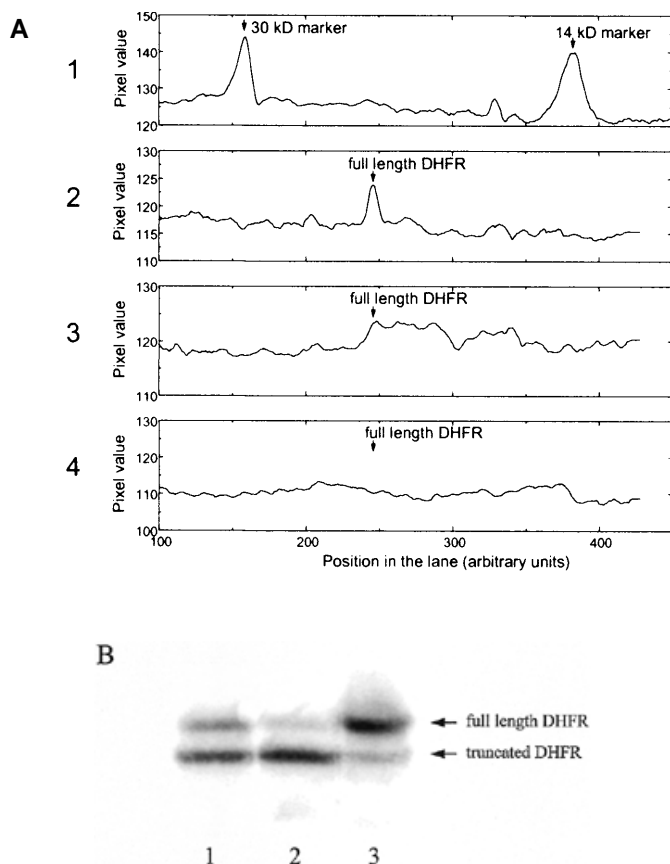 A
1
Pixel value
150
140
130
120
30 kD marker
14 kD marker
2
Pixel value
130
125
120
115
110
full length DHFR
3
Pixel value
130
120
110
full length DHFR
4
Pixel value
130
120
110
100
full length DHFR
100
200
300
400
Position in the lane (arbitrary units)
B
full length DHFR
truncated DHFR
1 2 3